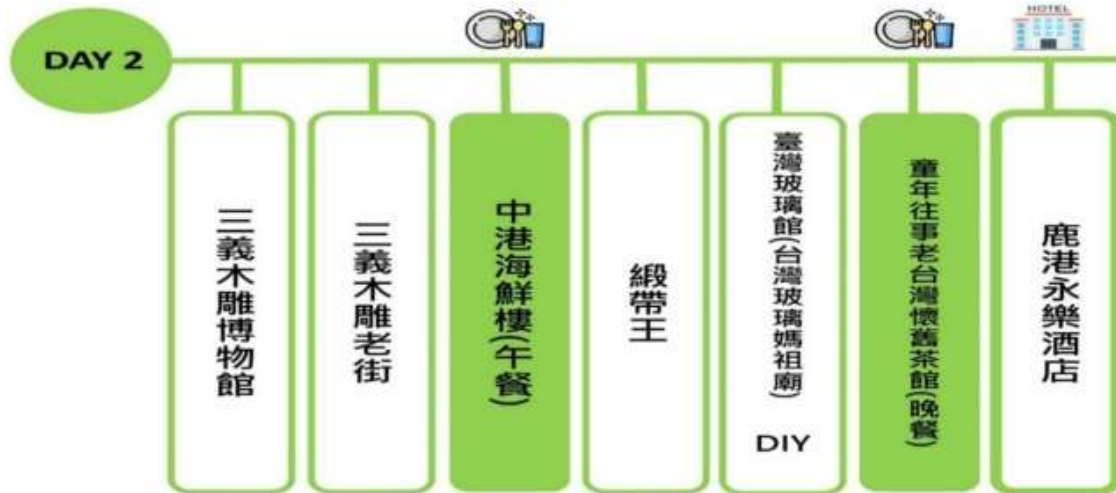 HOTEL
DAY 2
三義木雕博物館
三義木雕老街
中港海鮮樓(午餐)
緞帶王
臺灣玻璃館(台灣玻璃媽祖廟)
DIY
童年往事老台灣懷舊茶館(晚餐)
鹿港永樂酒店